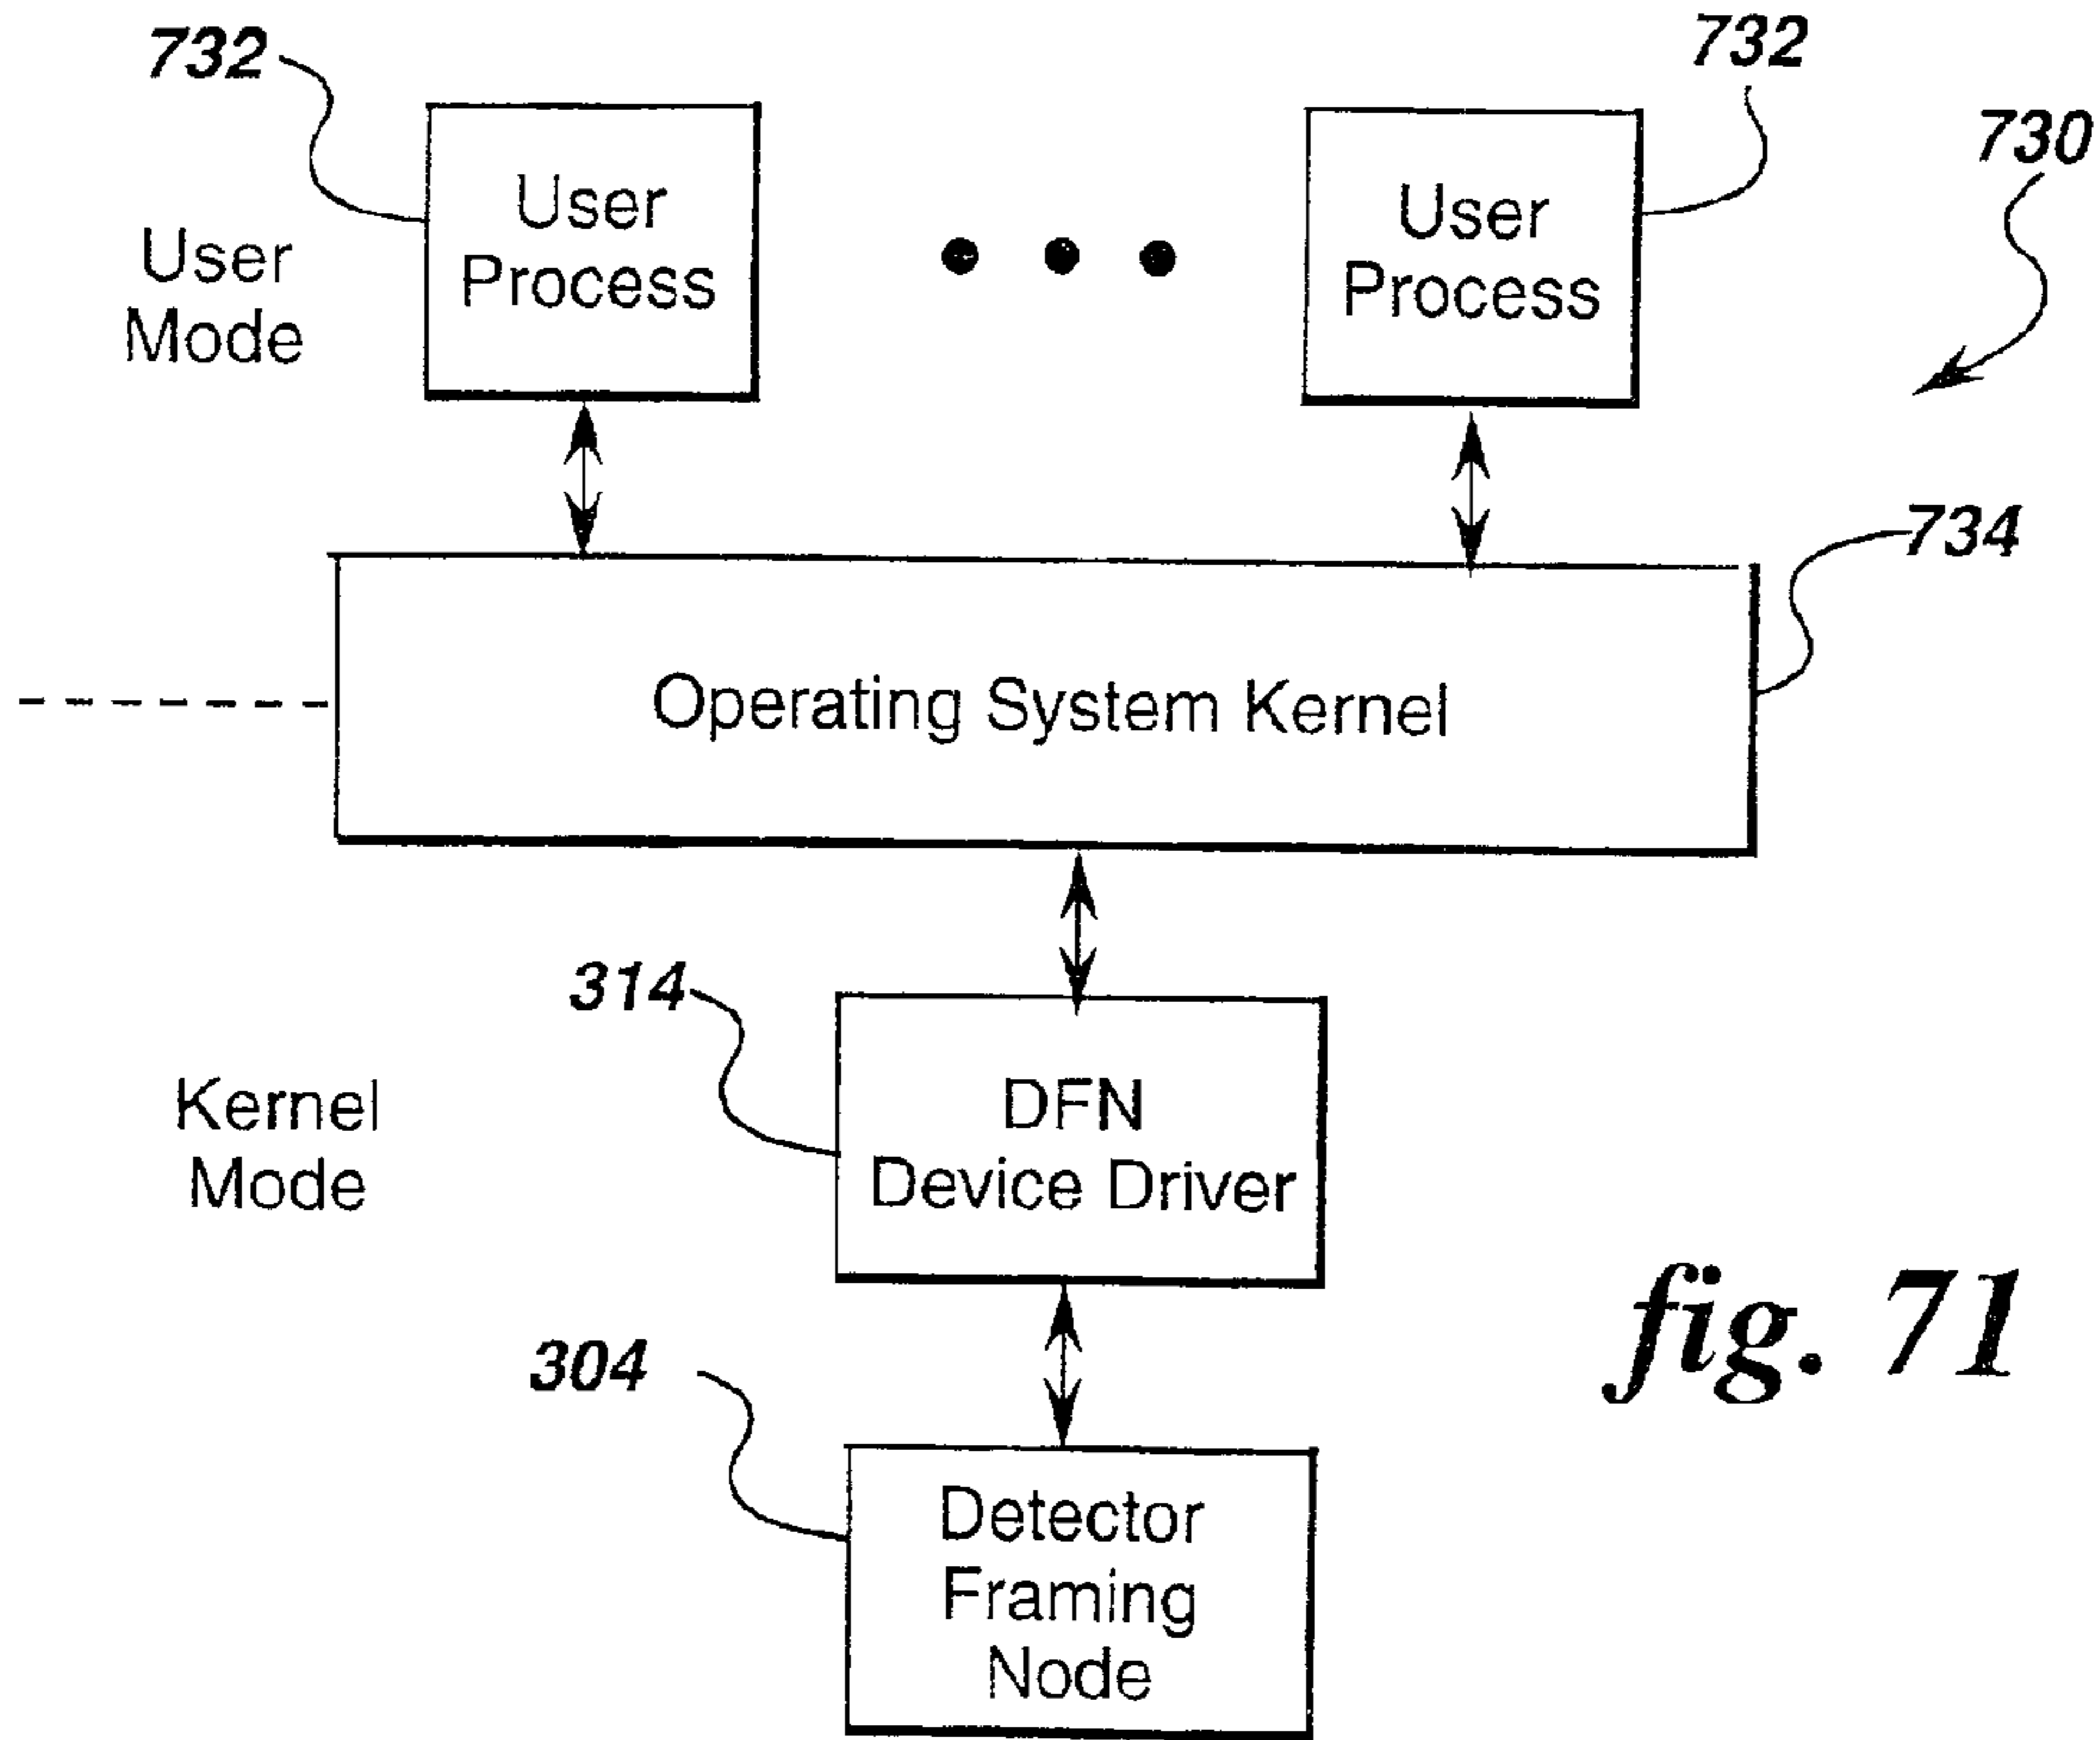 732
732
730
User
Process
User
Process
User
Mode
734
Operating System Kernel
314
DFN
Device Driver
Kernel
Mode
304
Detector
Framing
Node
fig. 71